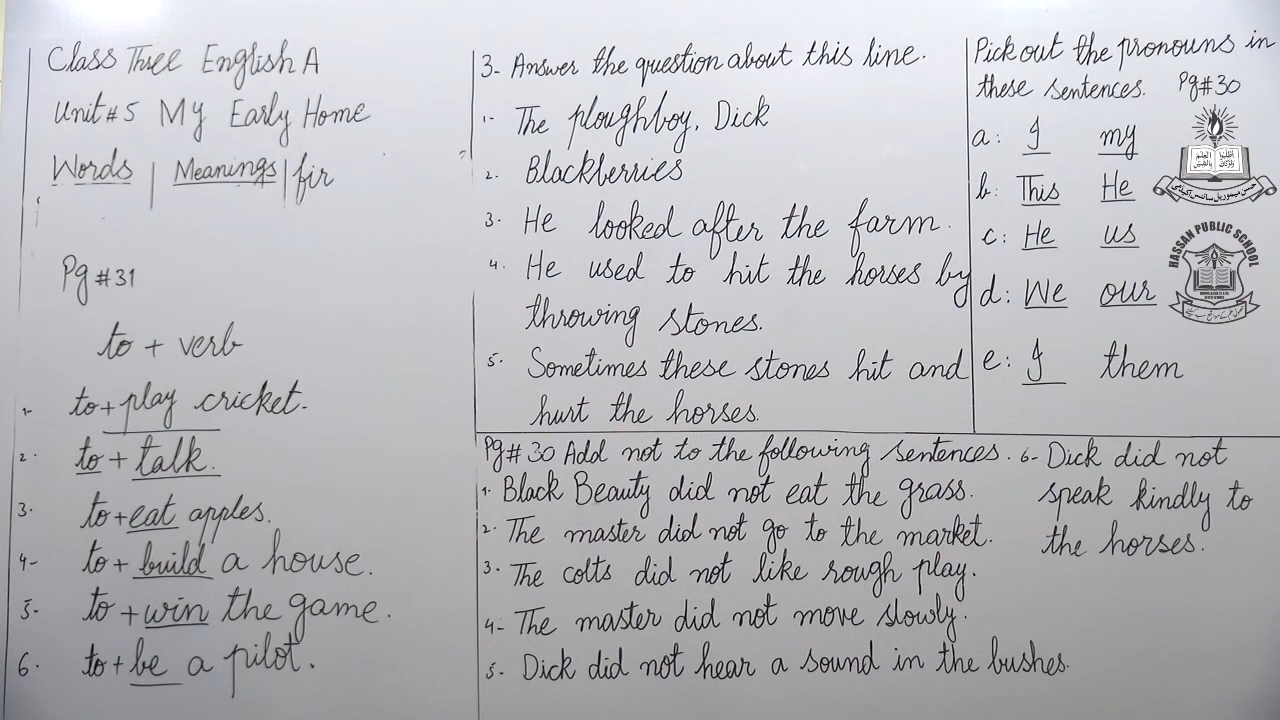 Class Three English A
Unit # 5 My Early Home
Words | Meanings | fir
Pg # 31
to + verb
1- to + play cricket.
2. to + talk.
3. to + eat apples.
4- to + build a house.
5- to + win the game.
6. to + be a pilot.
3- Answer the question about this line.
1- The ploughboy, Dick
2. Blackberries
3. He looked after the farm.
4. He used to hit the horses by
throwing stones.
5. Sometimes these stones hit and
hurt the horses.
Pick out the pronouns in
these sentences. Pg # 30
a: I my
b: This He
c: He us
d: We our
e: I them
HASSAN PUBLIC SCHOOL
Pg # 30 Add not to the following sentences.
1. Black Beauty did not eat the grass.
2. The master did not go to the market.
3. The colts did not like rough play.
4- The master did not move slowly.
5- Dick did not hear a sound in the bushes.
6- Dick did not
speak kindly to
the horses.